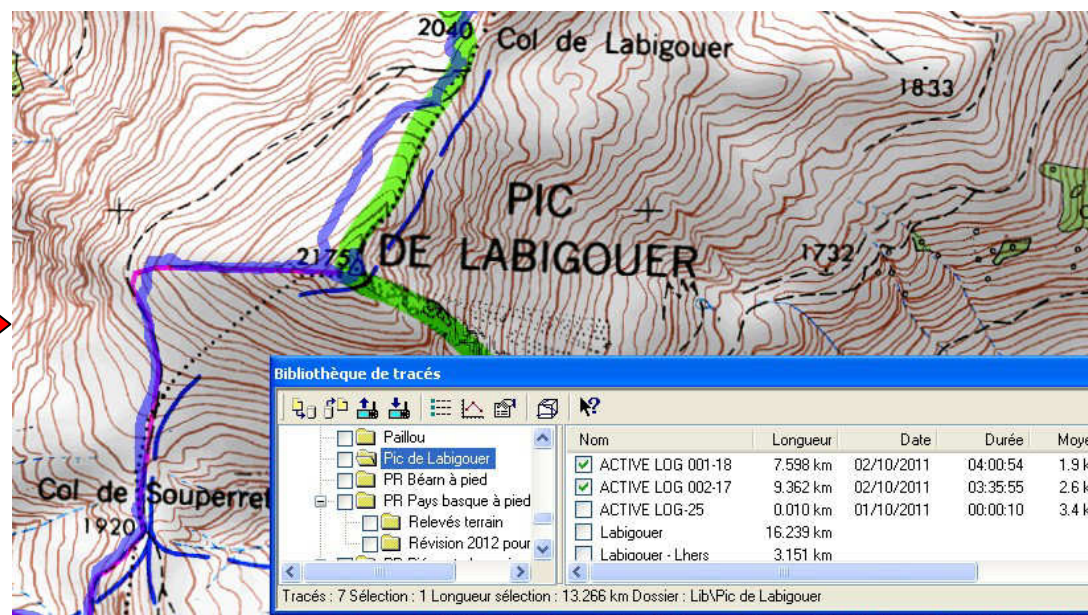 2040
Col de Labigouer
1833
PIC
DE LABIGOUER
2175
1732
Col de Souperret
1920
Bibliothèque de tracés
Paillou
Pic de Labigouer
PR Béarn à pied
PR Pays basque à pied
Relevés terrain
Révision 2012 pour
Nom Longueur Date Durée Moye
ACTIVE LOG 001-18 7.598 km 02/10/2011 04:00:54 1.9 k
ACTIVE LOG 002-17 9.362 km 02/10/2011 03:35:55 2.6 k
ACTIVE LOG-25 0.010 km 01/10/2011 00:00:10 3.4 k
Labigouer 16.239 km
Labigouer - Lhers 3.151 km
Tracés : 7 Sélection : 1 Longueur sélection : 13.266 km Dossier : Lib\Pic de Labigouer